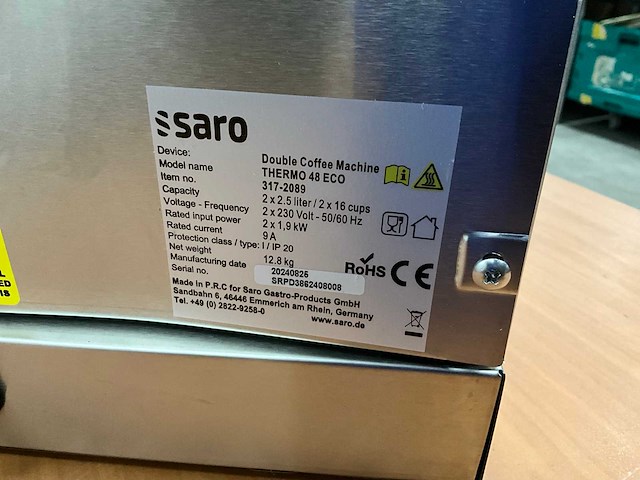 saro
Device: Double Coffee Machine
Model name THERMO 48 ECO
Item no. 317-2089
Capacity 2 x 2.5 liter / 2 x 16 cups
Voltage - Frequency 2 x 230 Volt - 50/60 Hz
Rated input power 2 x 1,9 kW
Rated current 9 A
Protection class / type: I / IP 20
Net weight 12.8 kg
Manufacturing date 20240826
Serial no. SRPD3862408008
RoHS CE
Made in P.R.C for Saro Gastro-Products GmbH
Sandbahn 6, 46446 Emmerich am Rhein, Germany
Tel. +49 (0) 2822-9258-0
www.saro.de